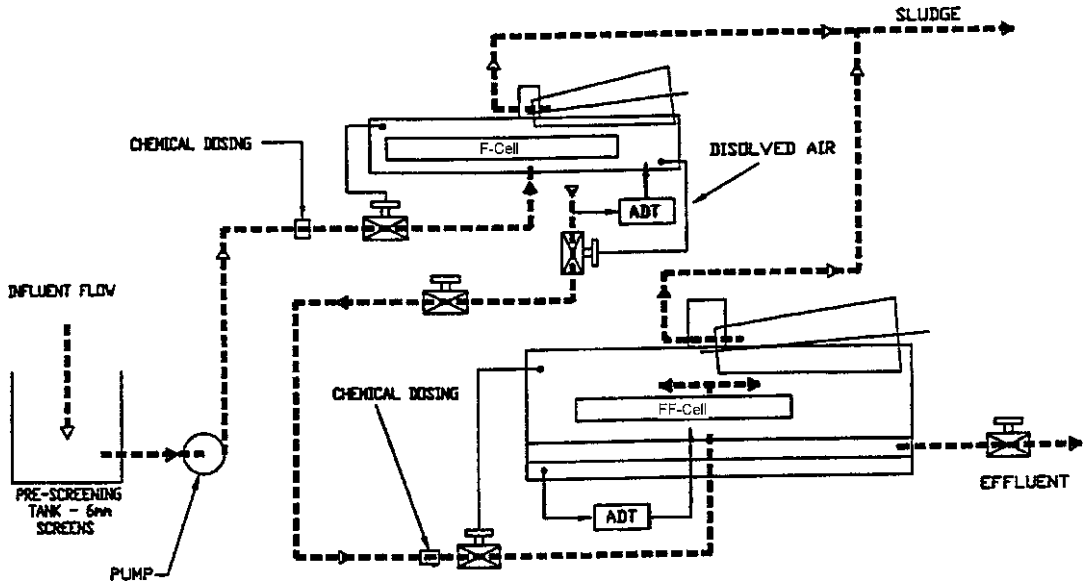 SLUDGE
CHEMICAL DOSING
F-Cell
DISOLVED AIR
ADT
INFLUENT FLOW
CHEMICAL DOSING
FF-Cell
EFFLUENT
PRE-SCREENING
TANK - 6mm
SCREENS
ADT
PUMP